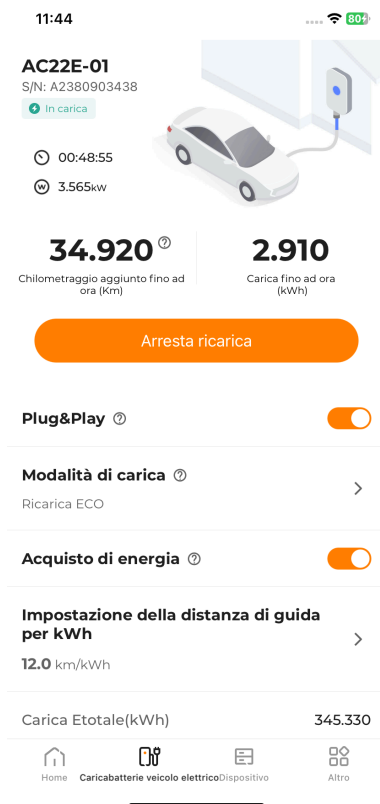 11:44
80
AC22E-01
S/N: A2380903438
In carica
00:48:55
W
3.565kW
34.920
2.910
Chilometraggio aggiunto fino ad
ora (Km)
Carica fino ad ora
(kWh)
Arresta ricarica
Plug&Play
Modalità di carica
Ricarica ECO
Acquisto di energia
Impostazione della distanza di guida
per kWh
12.0 km/kWh
Carica Etotale(kWh)
345.330
Home
Caricabatterie veicolo elettrico
Dispositivo
Altro